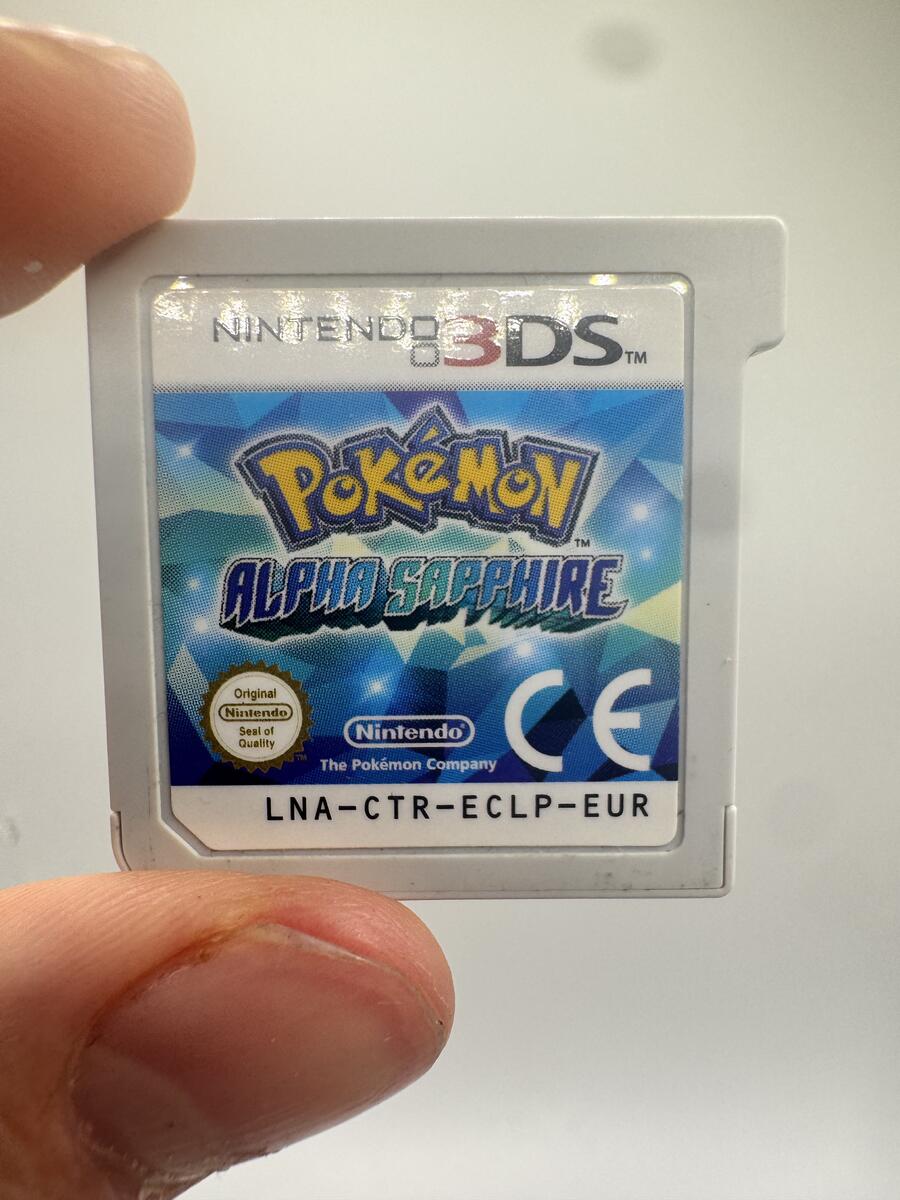 NINTENDO 3DS™
POKéMON™
ALPHA SAPPHIRE
Original
Nintendo
Seal of
Quality
™
Nintendo
The Pokémon Company
CE
LNA-CTR-ECLP-EUR